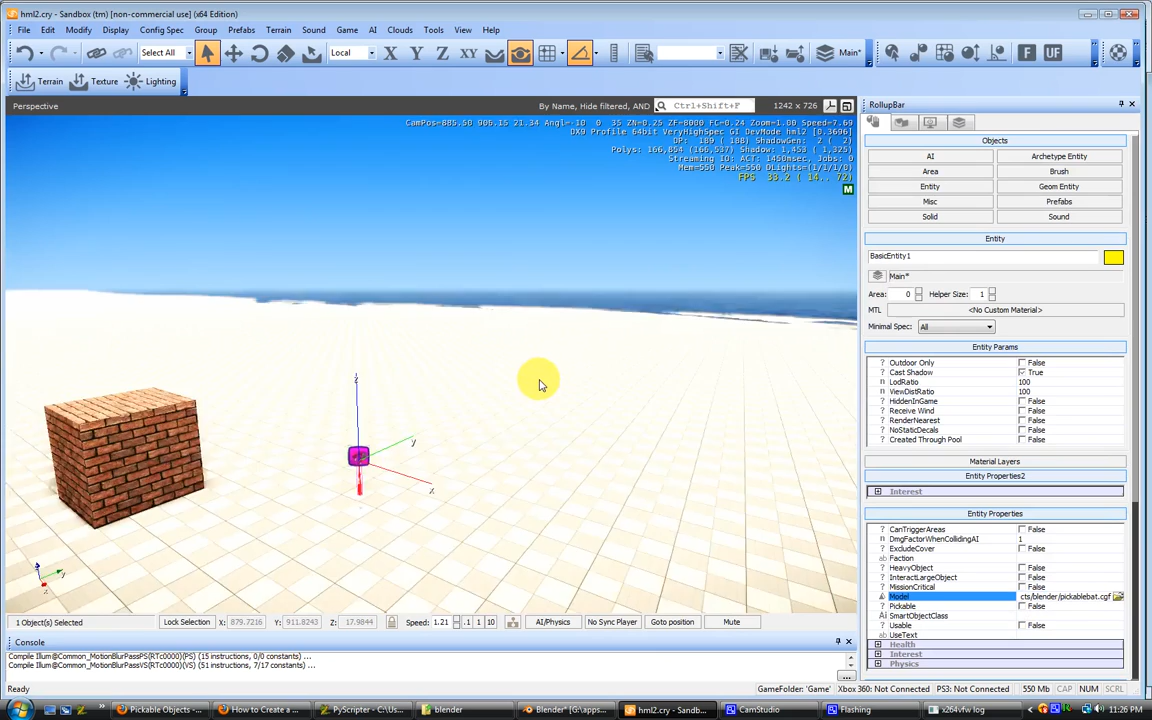 hml2.cry - Sandbox (tm) [non-commercial use] (x64 Edition)
File Edit Modify Display Config Spec Group Prefabs Terrain Sound Game AI Clouds Tools View Help
Select All Local X Y Z XY Main* F UF
Terrain Texture Lighting
Perspective By Name, Hide filtered, AND Ctrl+Shift+F 1242 x 726
RollupBar
CamPos=885.50 906.15 21.34 Angl=-10 0 35 ZN=0.25 ZF=8000 FC=0.24 Zoom=1.00 Speed=7.69
DX9 Profile 64bit VeryHighSpec GI DevMode hml2 [0.3696]
DP: 189 ( 188) ShadowGen: 2 ( 2)
Polys: 166,854 (166,537) Shadow: 1,453 ( 1,325)
Streaming IO: ACT: 1450msec, Jobs: 0
Mem=550 Peak=550 DLights=(1/1/1/0)
FPS 33.2 ( 14.. 72)
M
Objects
AI Archetype Entity
Area Brush
Entity Geom Entity
Misc Prefabs
Solid Sound
Entity
BasicEntity1
Main*
Area: 0 Helper Size: 1
MTL <No Custom Material>
Minimal Spec: All
Entity Params
? Outdoor Only False
? Cast Shadow True
n LodRatio 100
n ViewDistRatio 100
? HiddenInGame False
? Receive Wind False
? RenderNearest False
? NoStaticDecals False
? Created Through Pool False
Material Layers
Entity Properties2
Interest
Entity Properties
? CanTriggerAreas False
n DmgFactorWhenCollidingAI 1
? ExcludeCover False
ab Faction
? HeavyObject False
? InteractLargeObject False
? MissionCritical False
Model cts/blender/pickablebat.cgf
? Pickable False
SmartObjectClass
? Usable False
ab UseText
Health
Interest
Physics
z
y
x
1 Object(s) Selected Lock Selection X: 879.7216 Y: 911.8243 Z: 17.9844 Speed: 1.21 .1 1 10 AI/Physics No Sync Player Goto position Mute
Console
Compile Illum@Common_MotionBlurPassPS(RTc0000)(PS) (15 instructions, 0/0 constants) ...
Compile Illum@Common_MotionBlurPassVS(RTc0000)(VS) (51 instructions, 7/17 constants) ...
Ready GameFolder: 'Game' Xbox 360: Not Connected PS3: Not Connected 550 Mb CAP NUM SCRL
Pickable Objects - ... How to Create a ... PyScripter - C:\Us... blender Blender* [G:\apps... hml2.cry - Sandb... CamStudio Flashing x264vfw log 11:26 PM